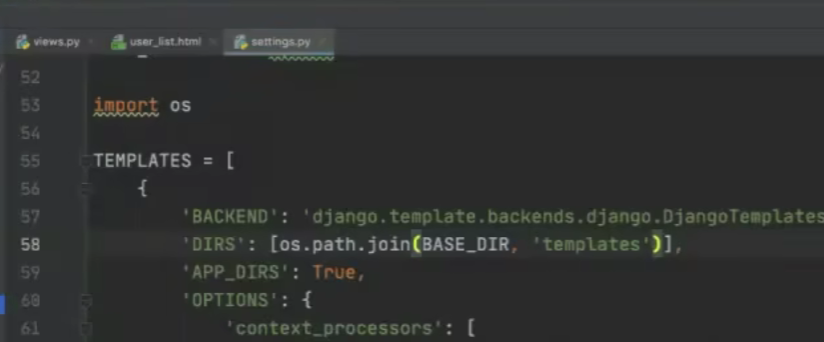 views.py user_list.html settings.py
52
53 import os
54
55 TEMPLATES = [
56 {
57 'BACKEND': 'django.template.backends.django.DjangoTemplates
58 'DIRS': [os.path.join(BASE_DIR, 'templates')],
59 'APP_DIRS': True,
60 'OPTIONS': {
61 'context_processors': [